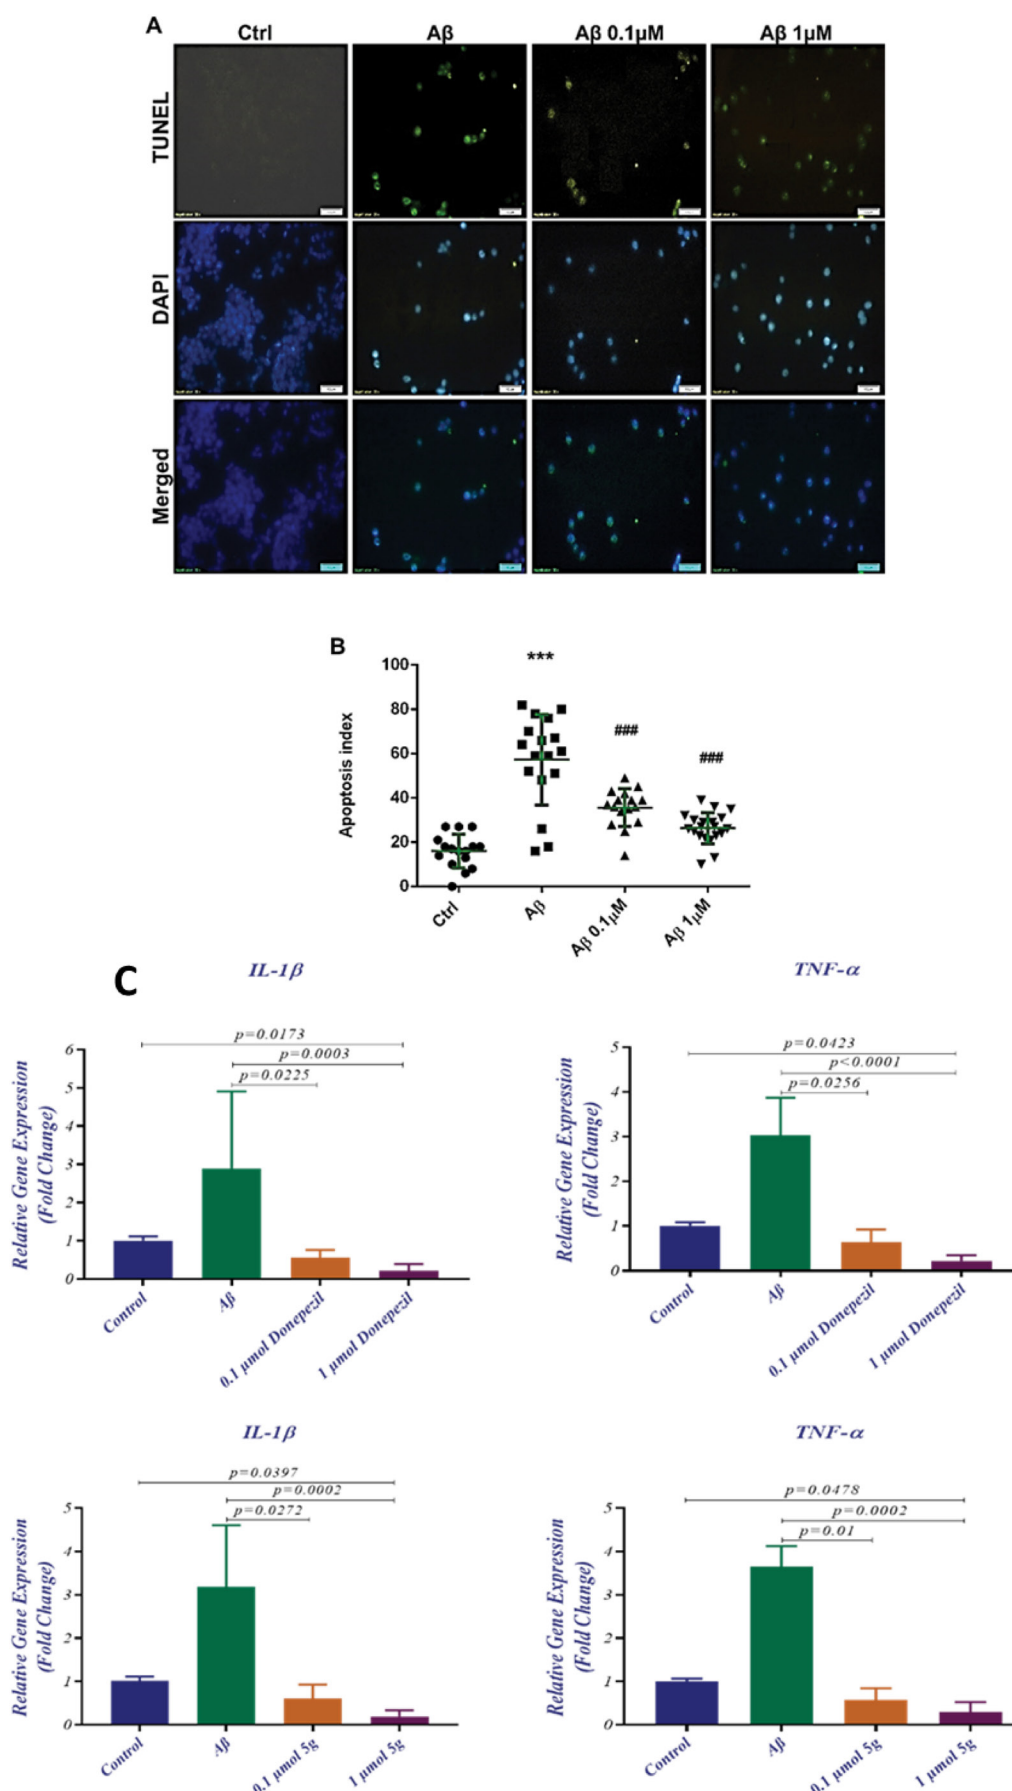 A
Ctrl
Aβ
Aβ 0.1µM
Aβ 1µM
TUNEL
DAPI
Merged
B
Apoptosis index
100
80
60
40
20
0
***
###
###
Ctrl
Aβ
Aβ 0.1µM
Aβ 1µM
C
IL-1β
Relative Gene Expression
(Fold Change)
6
5
4
3
2
1
0
p=0.0173
p=0.0003
p=0.0225
Control
Aβ
0.1 µmol Donepezil
1 µmol Donepezil
TNF-α
Relative Gene Expression
(Fold Change)
5
4
3
2
1
0
p=0.0423
p<0.0001
p=0.0256
Control
Aβ
0.1 µmol Donepezil
1 µmol Donepezil
IL-1β
Relative Gene Expression
(Fold Change)
5
4
3
2
1
0
p=0.0397
p=0.0002
p=0.0272
Control
Aβ
0.1 µmol 5g
1 µmol 5g
TNF-α
Relative Gene Expression
(Fold Change)
5
4
3
2
1
0
p=0.0478
p=0.0002
p=0.01
Control
Aβ
0.1 µmol 5g
1 µmol 5g